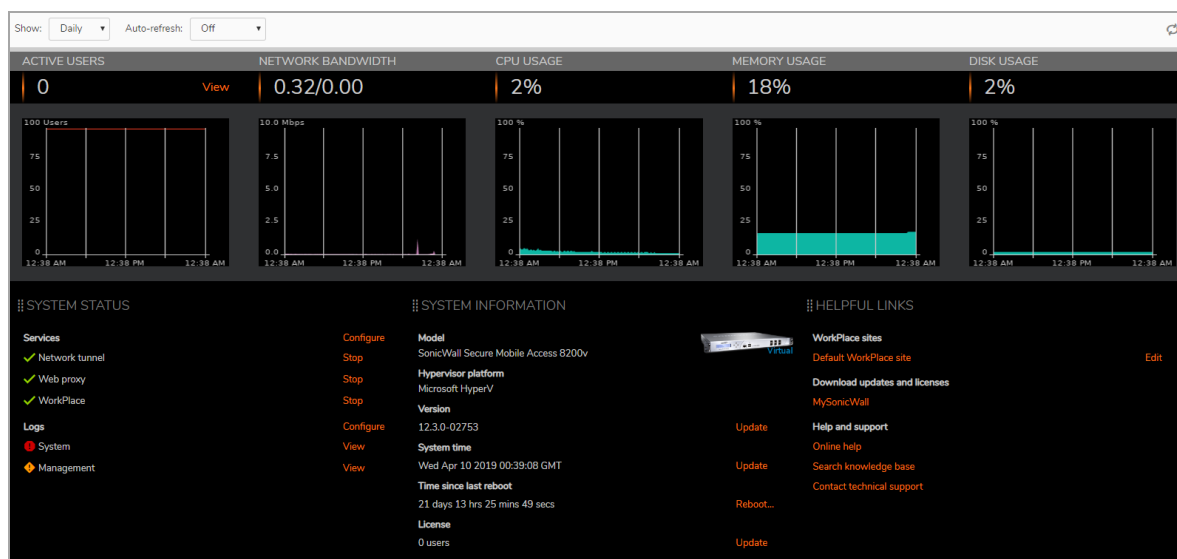 Show: Daily Auto-refresh: Off
ACTIVE USERS NETWORK BANDWIDTH CPU USAGE MEMORY USAGE DISK USAGE
0 View 0.32/0.00 2% 18% 2%
100 Users
75
50
25
0
12:38 AM 12:38 PM 12:38 AM
10.0 Mbps
7.5
5.0
2.5
0.0
12:38 AM 12:38 PM 12:38 AM
100 %
75
50
25
0
12:38 AM 12:38 PM 12:38 AM
100 %
75
50
25
0
12:38 AM 12:38 PM 12:38 AM
100 %
75
50
25
0
12:38 AM 12:38 PM 12:38 AM
SYSTEM STATUS
Services Configure
Network tunnel Stop
Web proxy Stop
WorkPlace Stop
Logs Configure
System View
Management View
SYSTEM INFORMATION
Model
SonicWall Secure Mobile Access 8200v
Virtual
Hypervisor platform
Microsoft HyperV
Version
12.3.0-02753 Update
System time
Wed Apr 10 2019 00:39:08 GMT Update
Time since last reboot
21 days 13 hrs 25 mins 49 secs Reboot...
License
0 users Update
HELPFUL LINKS
WorkPlace sites
Default WorkPlace site Edit
Download updates and licenses
MySonicWall
Help and support
Online help
Search knowledge base
Contact technical support